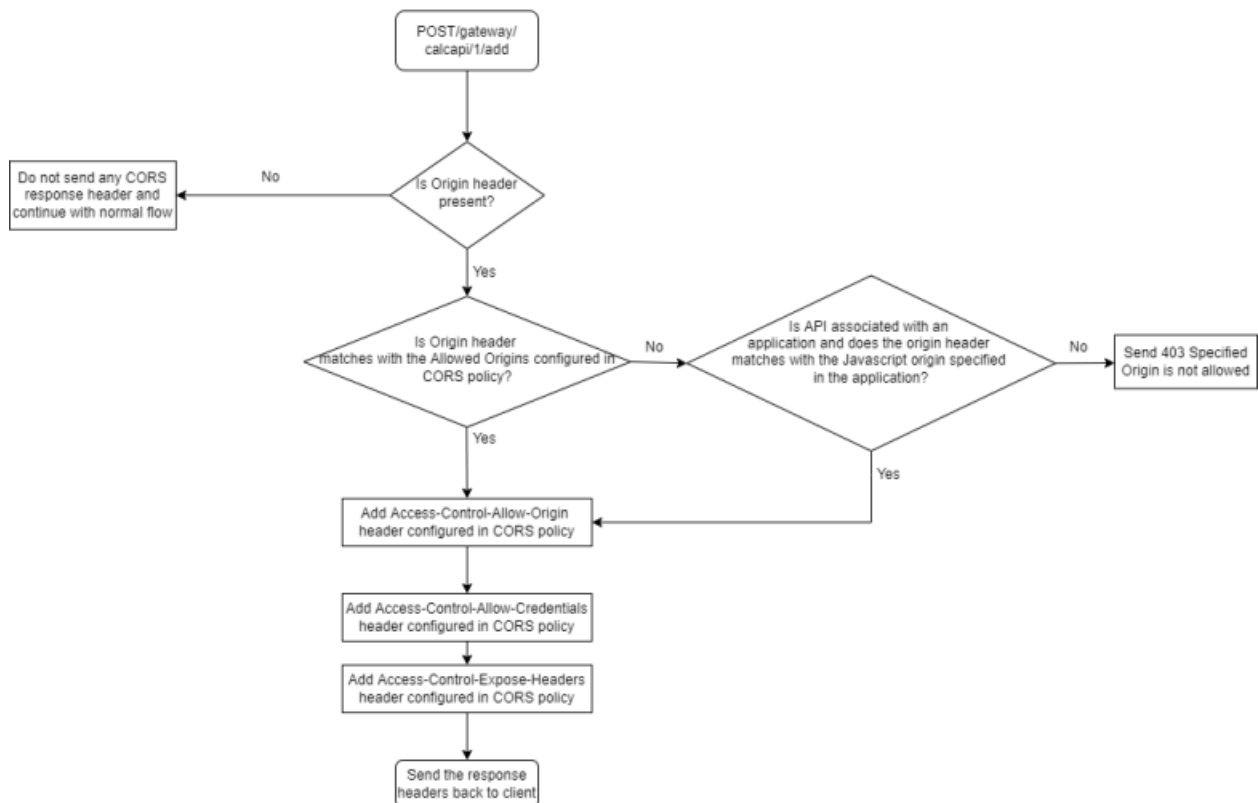 POST/gateway/
calcapi/1/add
Is Origin header
present?
No
Do not send any CORS
response header and
continue with normal flow
Yes
Is Origin header
matches with the Allowed Origins configured in
CORS policy?
No
Is API associated with an
application and does the origin header
matches with the Javascript origin specified
in the application?
No
Send 403 Specified
Origin is not allowed
Yes
Yes
Add Access-Control-Allow-Origin
header configured in CORS policy
Add Access-Control-Allow-Credentials
header configured in CORS policy
Add Access-Control-Expose-Headers
header configured in CORS policy
Send the response
headers back to client